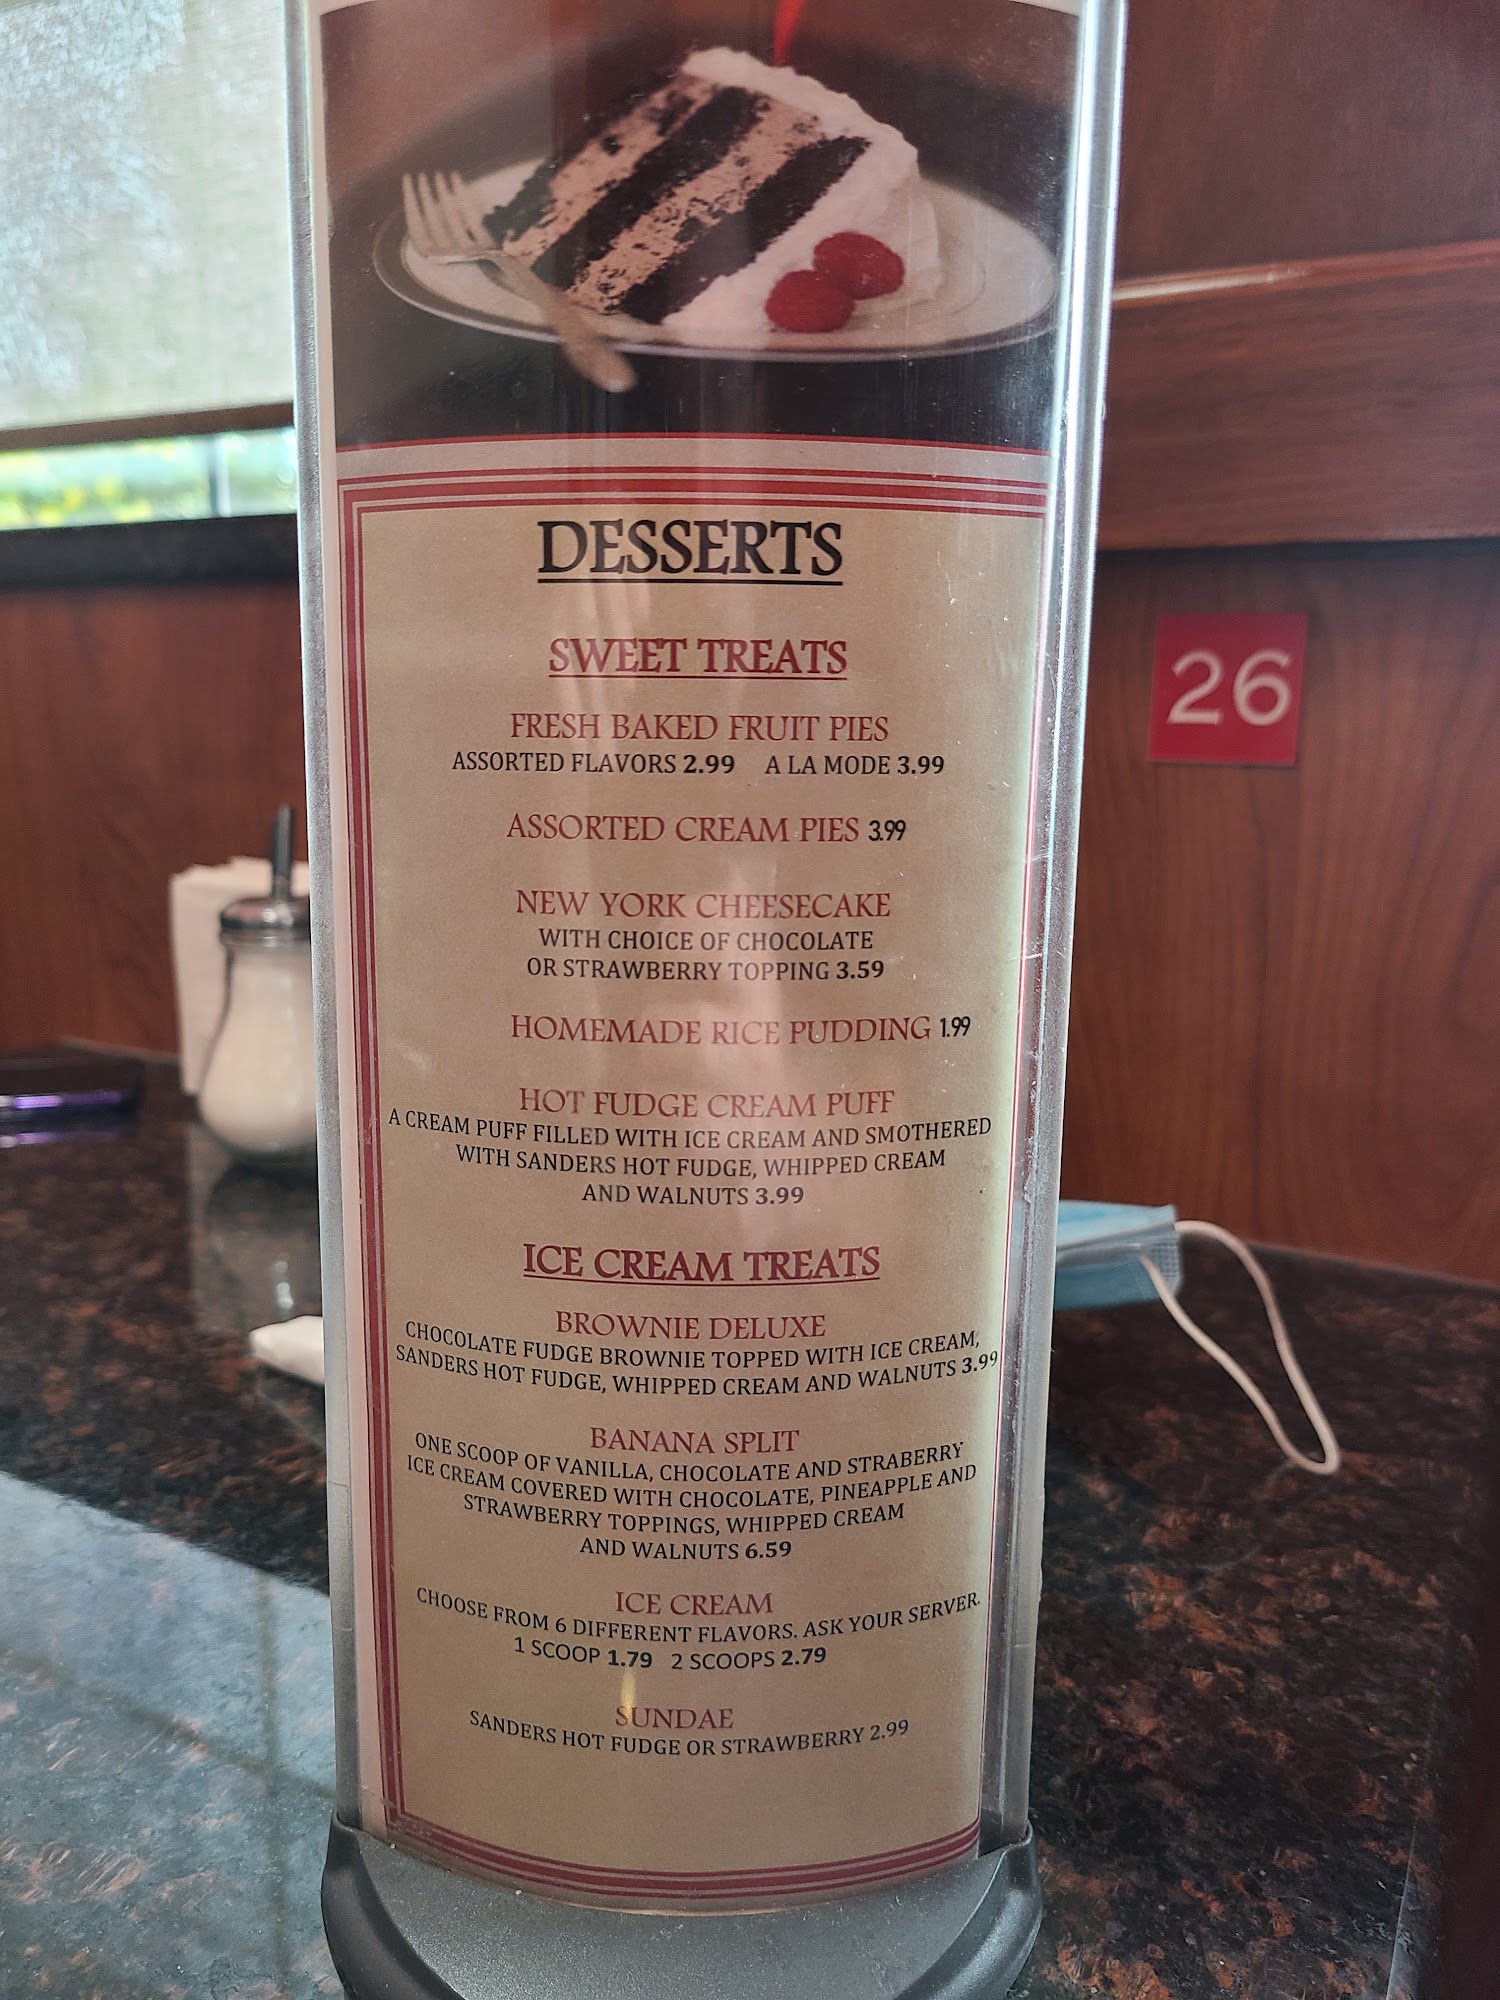 DESSERTS
SWEET TREATS
FRESH BAKED FRUIT PIES
ASSORTED FLAVORS 2.99 A LA MODE 3.99
ASSORTED CREAM PIES 3.99
NEW YORK CHEESECAKE
WITH CHOICE OF CHOCOLATE
OR STRAWBERRY TOPPING 3.59
HOMEMADE RICE PUDDING 1.99
HOT FUDGE CREAM PUFF
A CREAM PUFF FILLED WITH ICE CREAM AND SMOTHERED
WITH SANDERS HOT FUDGE, WHIPPED CREAM
AND WALNUTS 3.99
ICE CREAM TREATS
BROWNIE DELUXE
CHOCOLATE FUDGE BROWNIE TOPPED WITH ICE CREAM,
SANDERS HOT FUDGE, WHIPPED CREAM AND WALNUTS 3.99
BANANA SPLIT
ONE SCOOP OF VANILLA, CHOCOLATE AND STRABERRY
ICE CREAM COVERED WITH CHOCOLATE, PINEAPPLE AND
STRAWBERRY TOPPINGS, WHIPPED CREAM
AND WALNUTS 6.59
ICE CREAM
CHOOSE FROM 6 DIFFERENT FLAVORS. ASK YOUR SERVER.
1 SCOOP 1.79 2 SCOOPS 2.79
SUNDAE
SANDERS HOT FUDGE OR STRAWBERRY 2.99
26